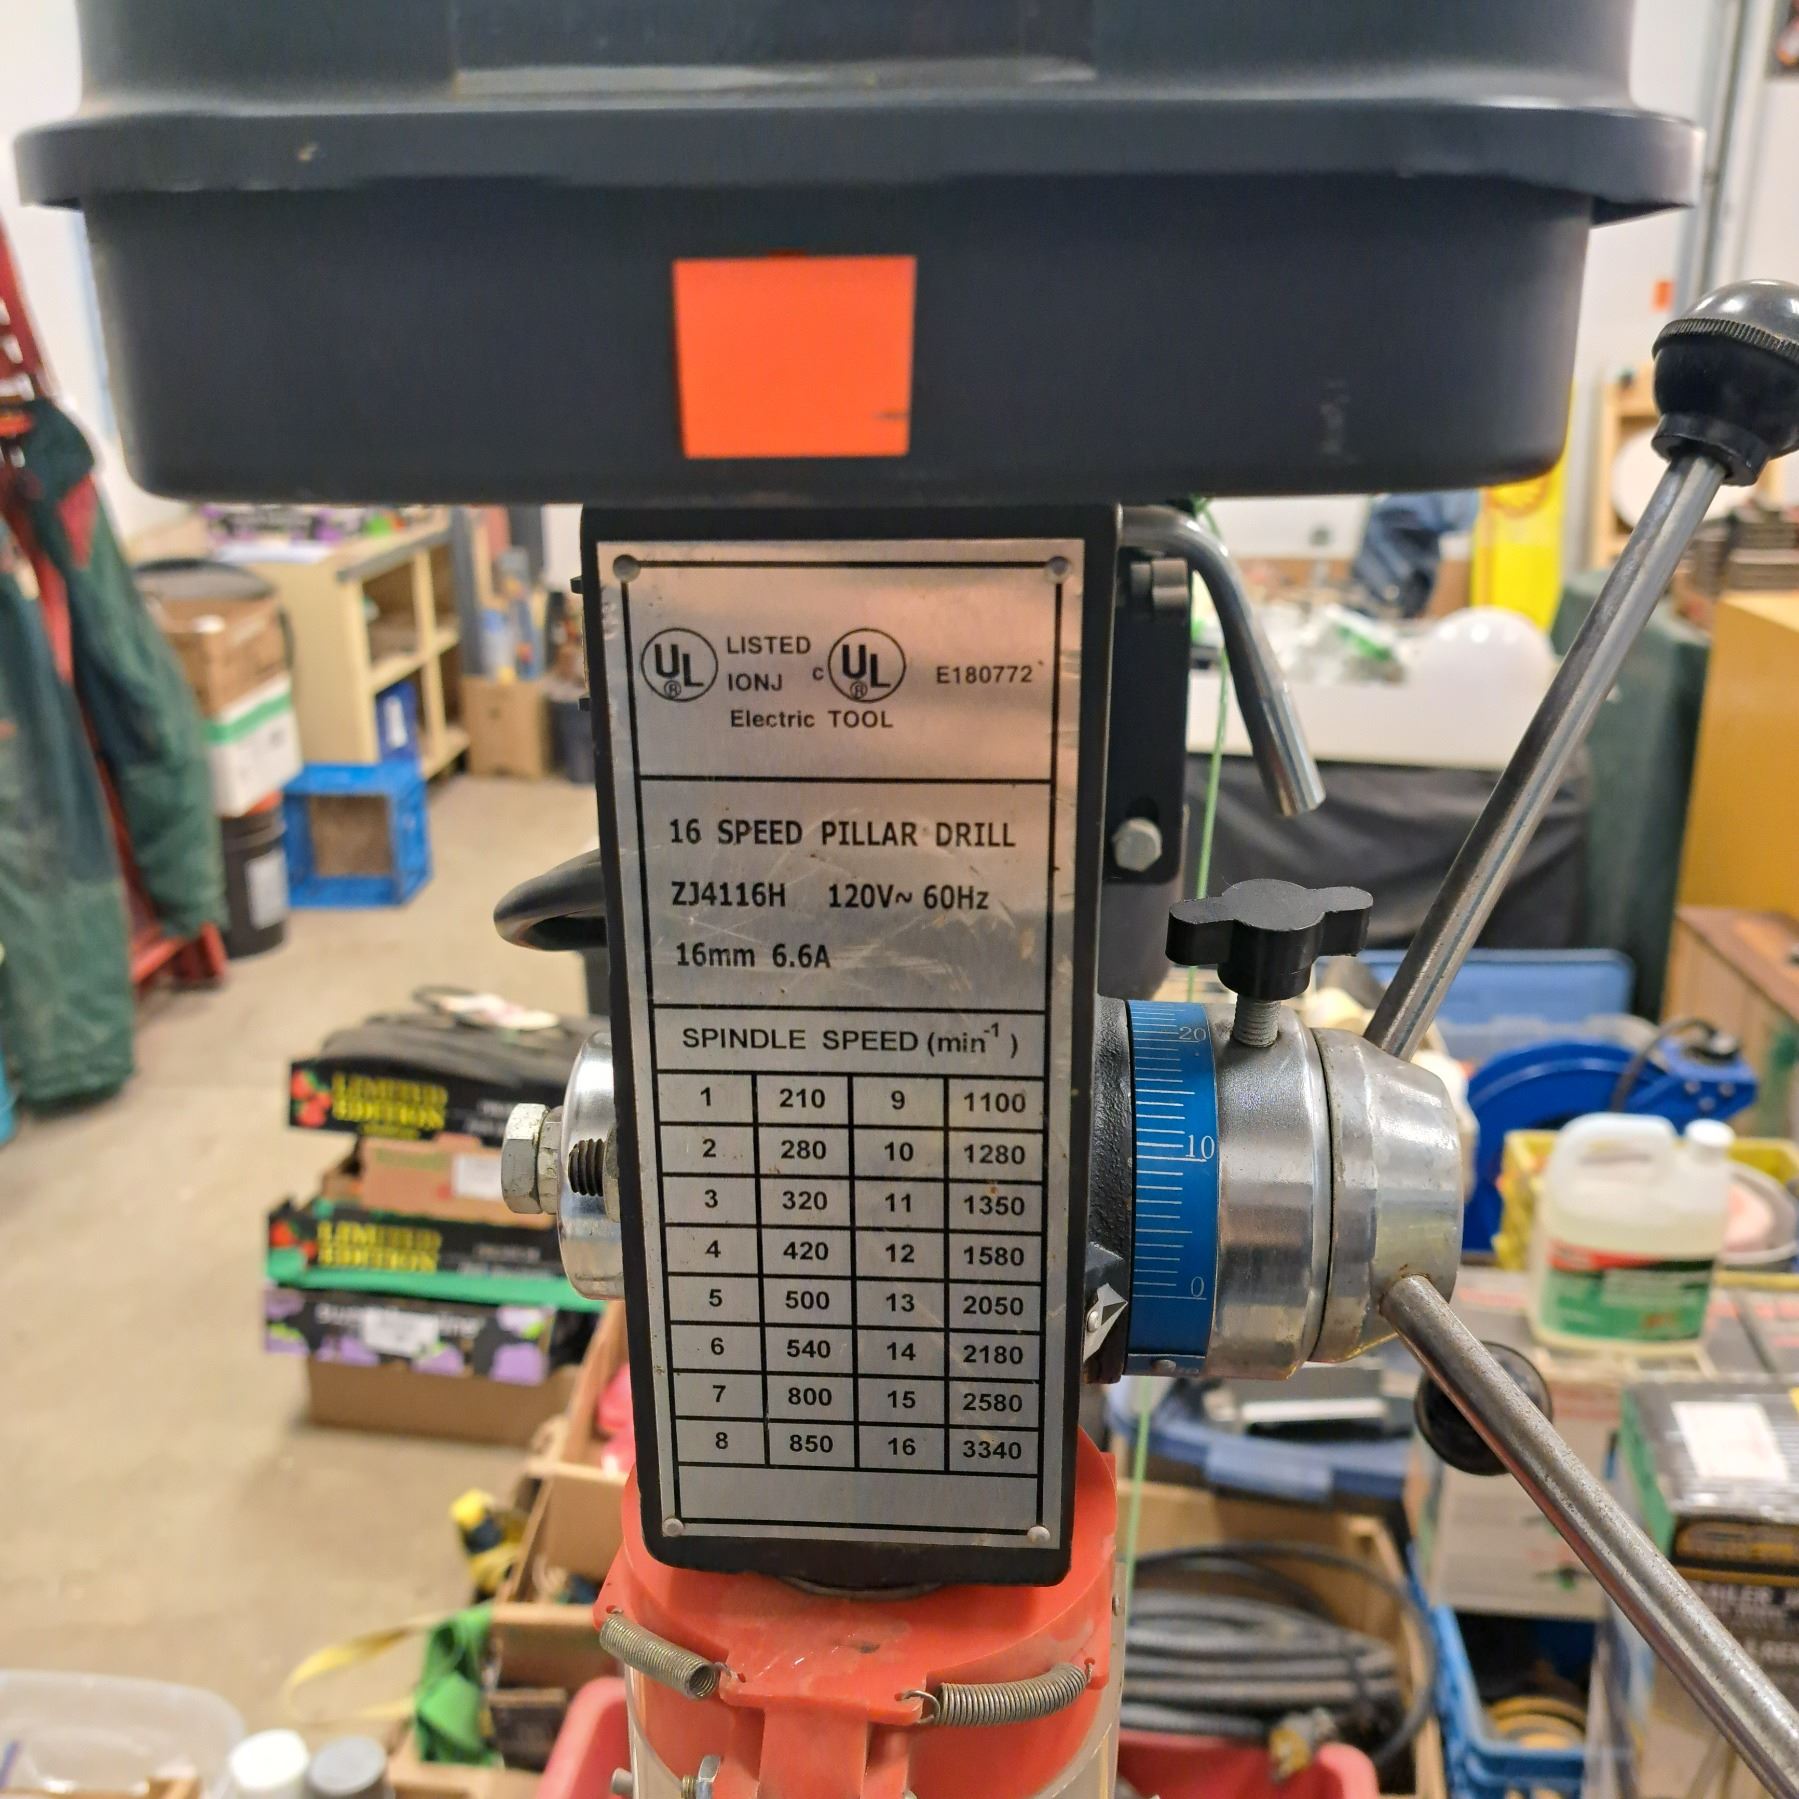 UL ® LISTED c UL ® E180772
IONJ
Electric TOOL
16 SPEED PILLAR DRILL
ZJ4116H 120V~ 60Hz
16mm 6.6A
SPINDLE SPEED (min-1)
1 210 9 1100
2 280 10 1280
3 320 11 1350
4 420 12 1580
5 500 13 2050
6 540 14 2180
7 800 15 2580
8 850 16 3340
20
10
0
LIMITED
EDITION
LIMITED
EDITION